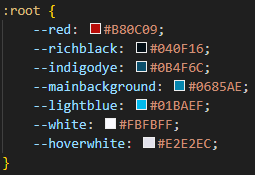 :root {
--red: #B80C09;
--richblack: #040F16;
--indigodye: #0B4F6C;
--mainbackground: #0685AE;
--lightblue: #01BAEF;
--white: #FBFBFF;
--hoverwhite: #E2E2EC;
}